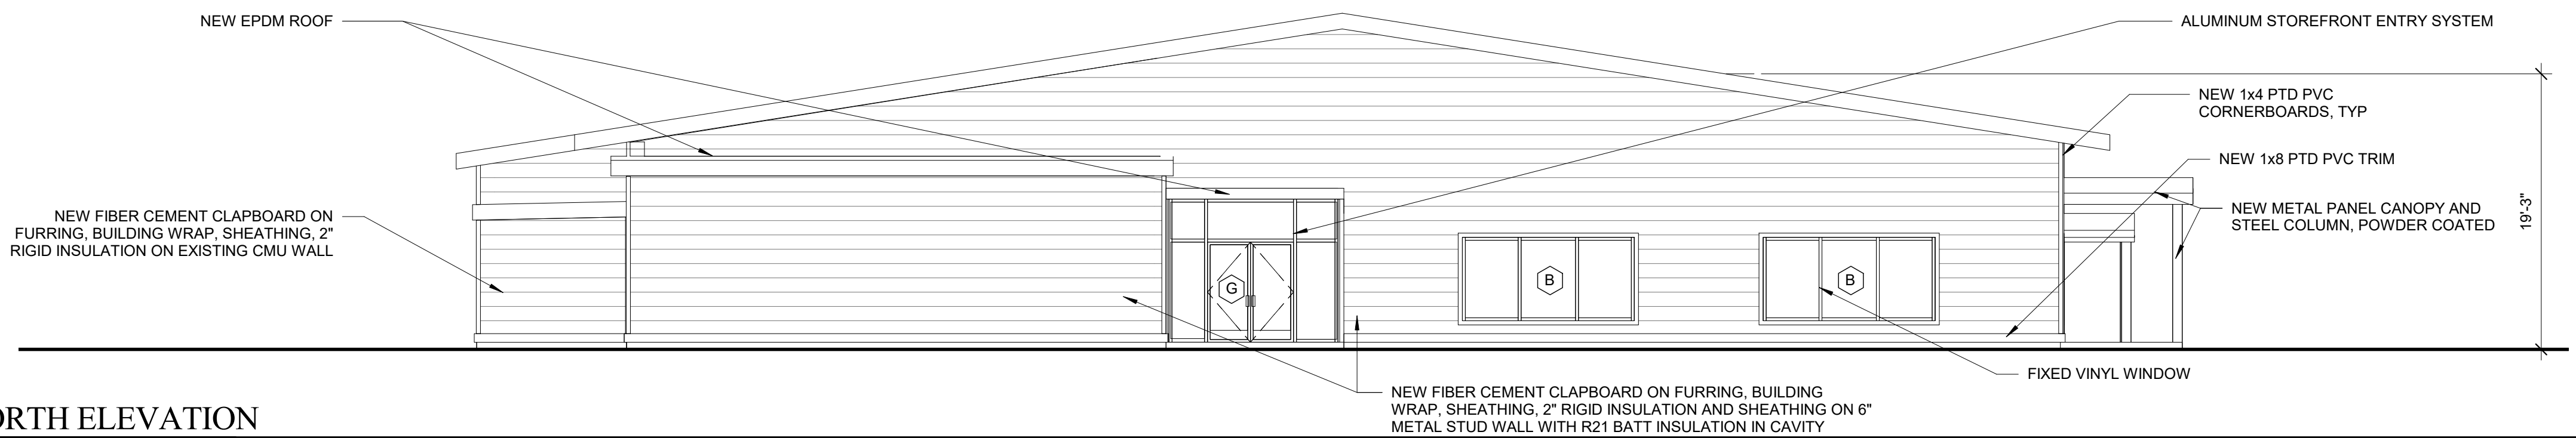 NEW EPDM ROOF
ALUMINUM STOREFRONT ENTRY SYSTEM
NEW 1x4 PTD PVC
CORNERBOARDS, TYP
NEW 1x8 PTD PVC TRIM
NEW METAL PANEL CANOPY AND
STEEL COLUMN, POWDER COATED
19'-3"
NEW FIBER CEMENT CLAPBOARD ON
FURRING, BUILDING WRAP, SHEATHING, 2"
RIGID INSULATION ON EXISTING CMU WALL
G
B
B
FIXED VINYL WINDOW
NEW FIBER CEMENT CLAPBOARD ON FURRING, BUILDING
WRAP, SHEATHING, 2" RIGID INSULATION AND SHEATHING ON 6"
METAL STUD WALL WITH R21 BATT INSULATION IN CAVITY
ORTH ELEVATION